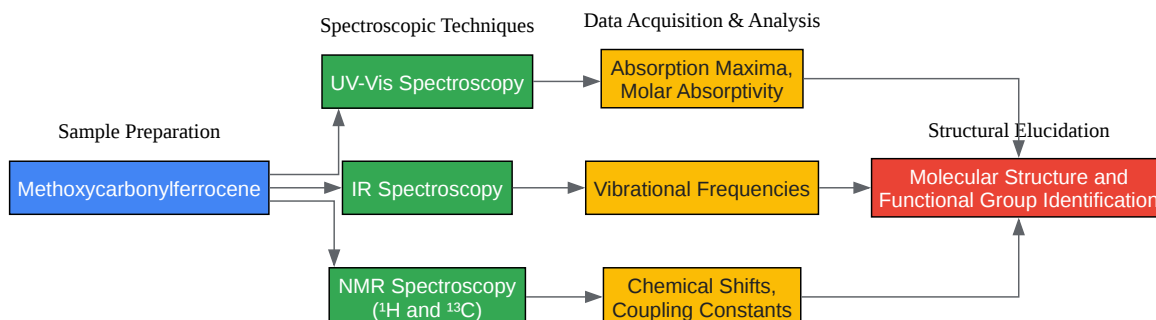 Spectroscopic Techniques
Data Acquisition & Analysis
UV-Vis Spectroscopy
Absorption Maxima,
Molar Absorptivity
Sample Preparation
Structural Elucidation
Methoxycarbonylferrocene
IR Spectroscopy
Vibrational Frequencies
Molecular Structure and
Functional Group Identification
NMR Spectroscopy
(¹H and ¹³C)
Chemical Shifts,
Coupling Constants